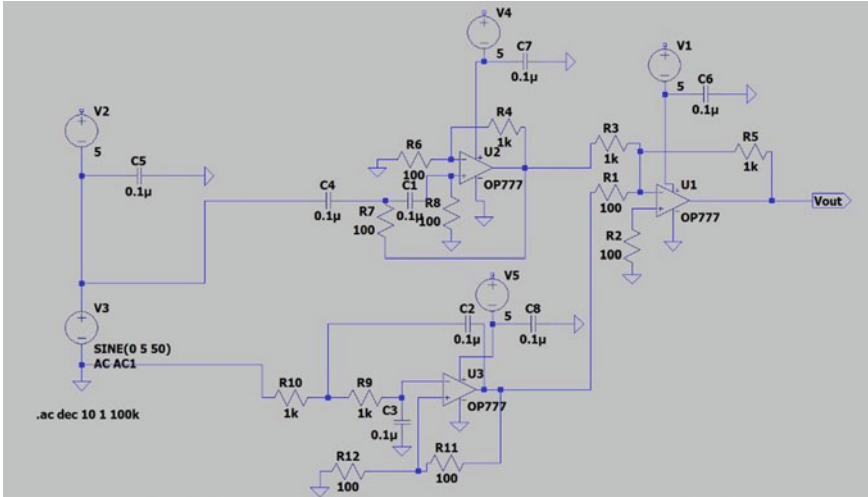 V4
5
C7
0.1µ
V1
5
C6
0.1µ
V2
5
C5
0.1µ
R4
1k
R6
100
U2
OP777
R3
1k
R5
1k
C4
0.1µ
C1
0.1µ
R8
100
R7
100
R1
100
U1
OP777
Vout
R2
100
V3
SINE(0 5 50)
AC AC1
V5
5
C8
0.1µ
C2
0.1µ
R10
1k
R9
1k
U3
OP777
C3
0.1µ
.ac dec 10 1 100k
R12
100
R11
100